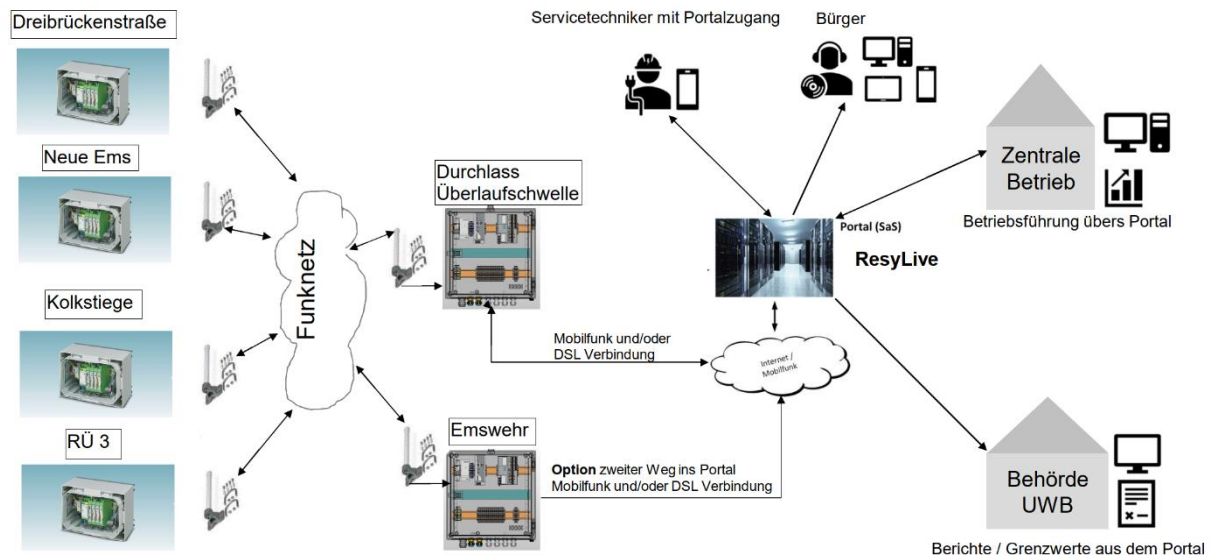 Dreibrückenstraße
Neue Ems
Kolkstiege
RÜ 3
Funknetz
Durchlass
Überlaufschwelle
Emswehr
Mobilfunk und/oder
DSL Verbindung
Option zweiter Weg ins Portal
Mobilfunk und/oder DSL Verbindung
Servicetechniker mit Portalzugang
Bürger
Portal (SaS)
ResyLive
Internet /
Mobilfunk
Zentrale
Betrieb
Betriebsführung übers Portal
Behörde
UWB
Berichte / Grenzwerte aus dem Portal